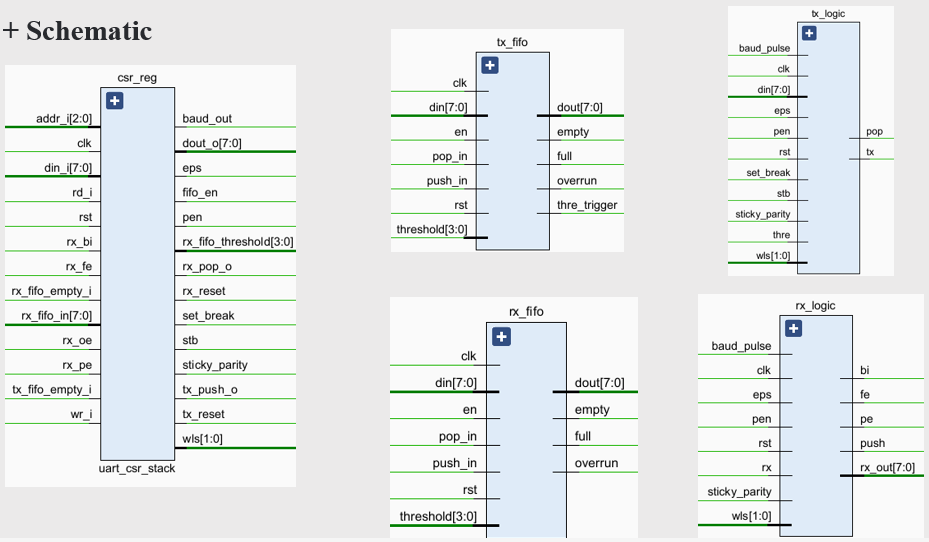 + Schematic
csr_reg
addr_i[2:0]
clk
din_i[7:0]
rd_i
rst
rx_bi
rx_fe
rx_fifo_empty_i
rx_fifo_in[7:0]
rx_oe
rx_pe
tx_fifo_empty_i
wr_i
baud_out
dout_o[7:0]
eps
fifo_en
pen
rx_fifo_threshold[3:0]
rx_pop_o
rx_reset
set_break
stb
sticky_parity
tx_push_o
tx_reset
wls[1:0]
uart_csr_stack
tx_fifo
clk
din[7:0]
en
pop_in
push_in
rst
threshold[3:0]
dout[7:0]
empty
full
overrun
thre_trigger
tx_logic
baud_pulse
clk
din[7:0]
eps
pen
rst
set_break
stb
sticky_parity
thre
wls[1:0]
pop
tx
rx_fifo
clk
din[7:0]
en
pop_in
push_in
rst
threshold[3:0]
dout[7:0]
empty
full
overrun
rx_logic
baud_pulse
clk
eps
pen
rst
rx
sticky_parity
wls[1:0]
bi
fe
pe
push
rx_out[7:0]